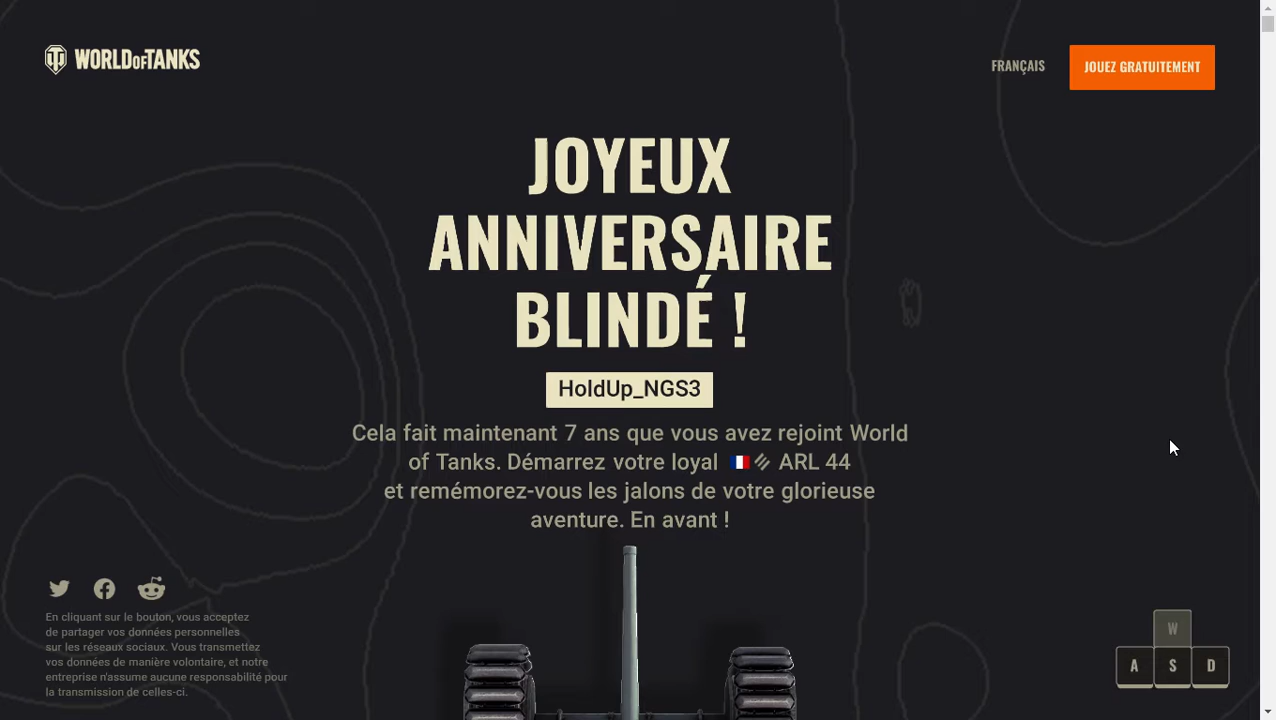 WORLD OF TANKS
FRANÇAIS
JOUEZ GRATUITEMENT
JOYEUX
ANNIVERSAIRE
BLINDÉ !
HoldUp_NGS3
Cela fait maintenant 7 ans que vous avez rejoint World
of Tanks. Démarrez votre loyal ARL 44
et remémorez-vous les jalons de votre glorieuse
aventure. En avant !
En cliquant sur le bouton, vous acceptez
de partager vos données personnelles
sur les réseaux sociaux. Vous transmettez
vos données de manière volontaire, et notre
entreprise n'assume aucune responsabilité pour
la transmission de celles-ci.
W
A S D